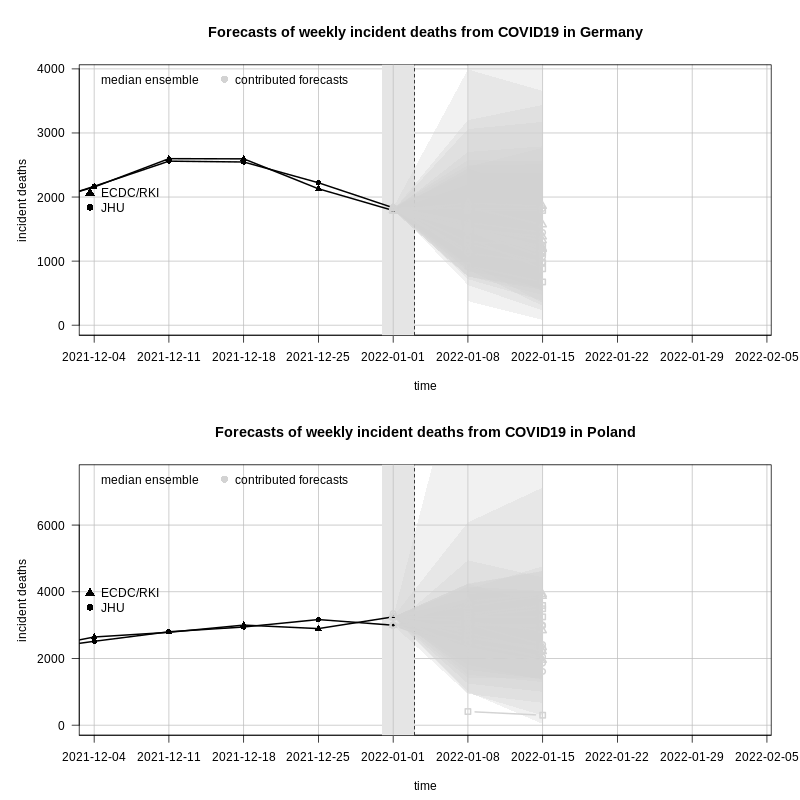 Forecasts of weekly incident deaths from COVID19 in Germany
4000
3000
2000
1000
0
incident deaths
median ensemble
contributed forecasts
ECDC/RKI
JHU
2021-12-04
2021-12-11
2021-12-18
2021-12-25
2022-01-01
2022-01-08
2022-01-15
2022-01-22
2022-01-29
2022-02-05
time
Forecasts of weekly incident deaths from COVID19 in Poland
6000
4000
2000
0
incident deaths
median ensemble
contributed forecasts
ECDC/RKI
JHU
2021-12-04
2021-12-11
2021-12-18
2021-12-25
2022-01-01
2022-01-08
2022-01-15
2022-01-22
2022-01-29
2022-02-05
time